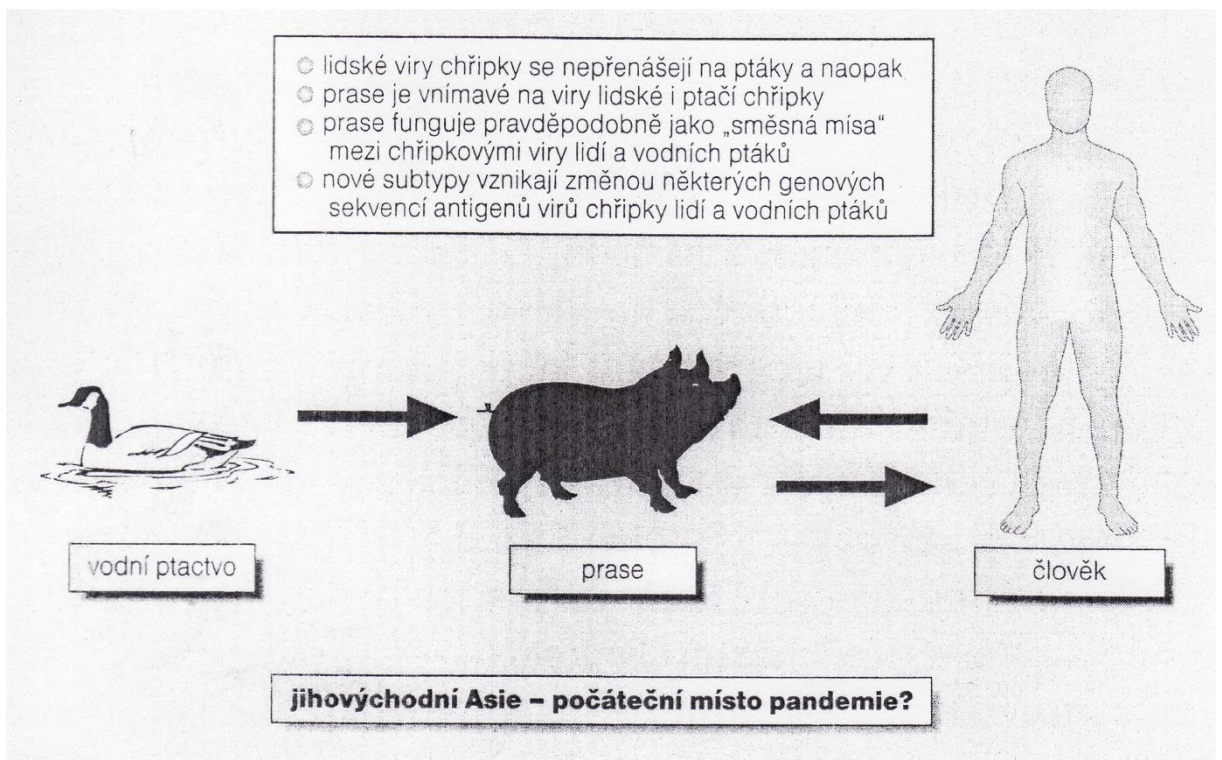 lidské viry chřipky se nepřenášejí na ptáky a naopak
prase je vnímavé na viry lidské i ptačí chřipky
prase funguje pravděpodobně jako „směsná mísa“
mezi chřipkovými viry lidí a vodních ptáků
nové subtypy vznikají změnou některých genových
sekvencí antigenů virů chřipky lidí a vodních ptáků
vodní ptactvo
prase
člověk
jihovýchodní Asie – počáteční místo pandemie?